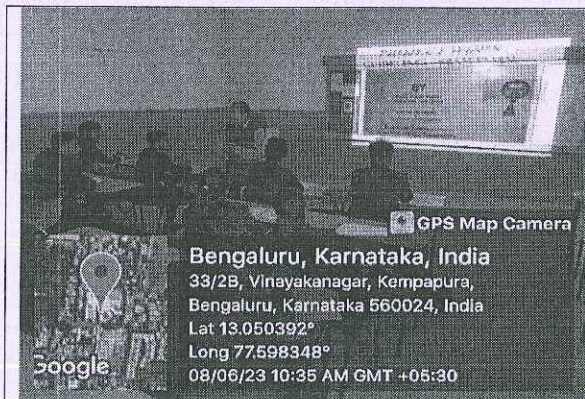 BY
GPS Map Camera
Bengaluru, Karnataka, India
33/2B, Vinayakanagar, Kempapura,
Bengaluru, Karnataka 560024, India
Lat 13.050392°
Long 77.598348°
08/06/23 10:35 AM GMT +05:30
Google